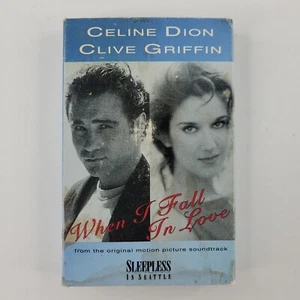 CELINE DION
CLIVE GRIFFIN
When I Fall
In Love
from the original motion picture soundtrack
SLEEPLESS
IN SEATTLE